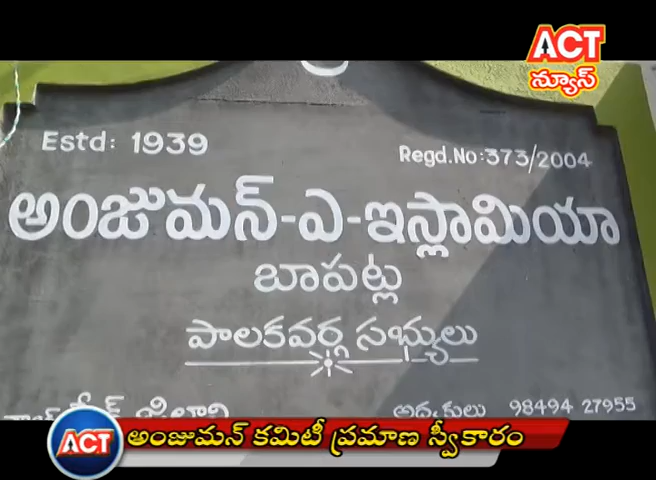 ACT
న్యూస్
Estd: 1939
Regd.No:373/2004
అంజుమన్-ఎ-ఇస్లామియా
బాపట్ల
పాలకవర్గ సభ్యులు
జిలాని అధ్యక్షులు 98494 27955
ACT అంజుమన్ కమిటీ ప్రమాణ స్వీకారం